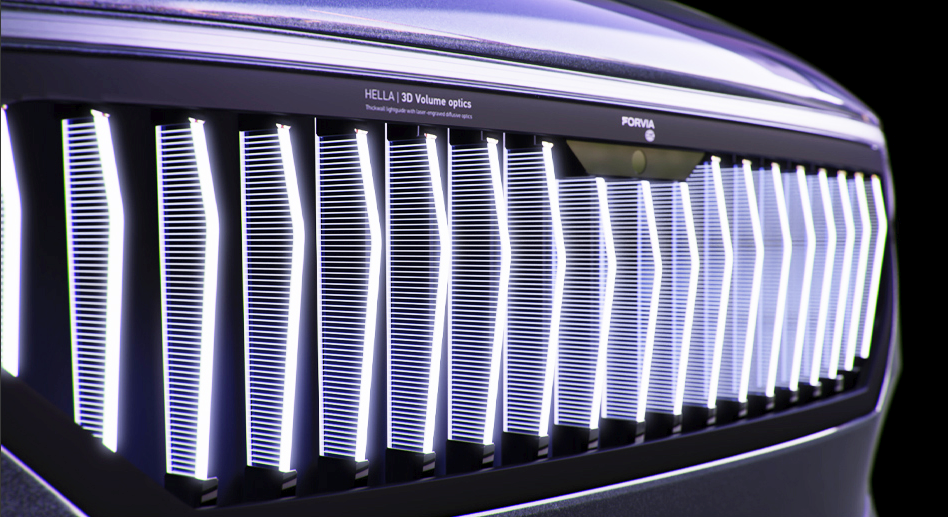 HELLA | 3D Volume optics
Thickwall lightguide with laser-engraved diffusive optics
FORVIA